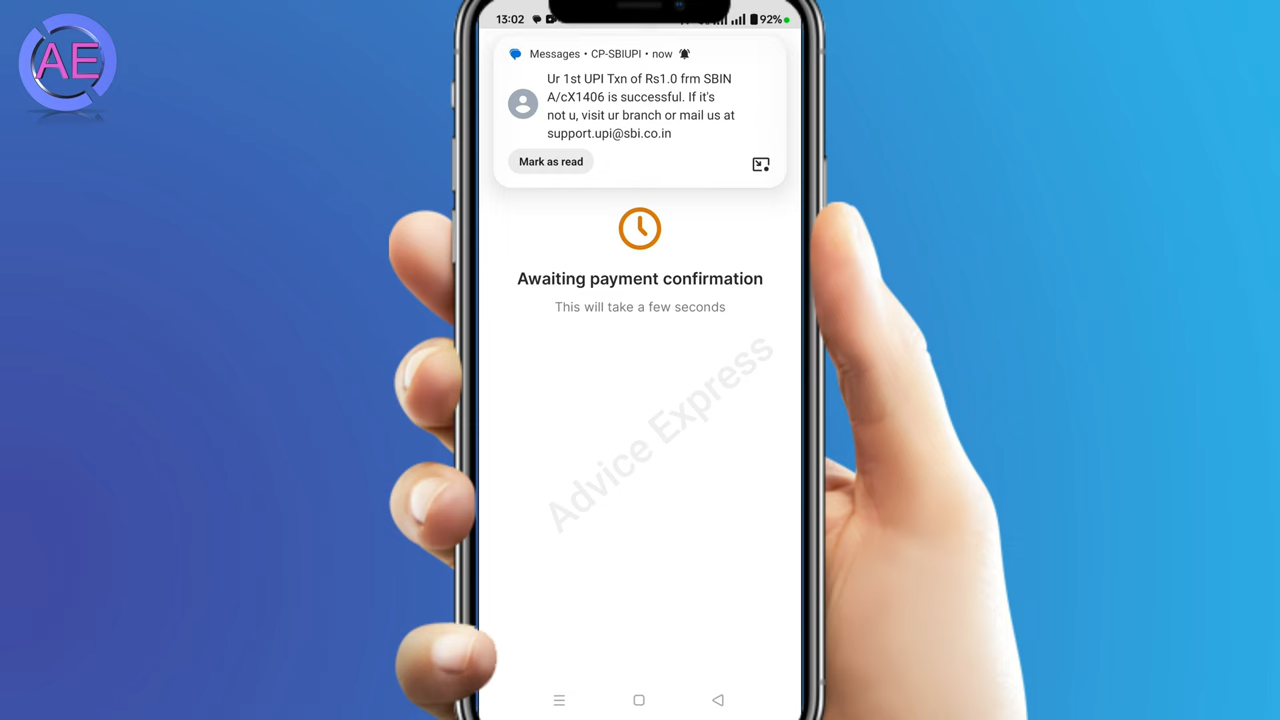 AE
13:02
92%
Messages • CP-SBIUPI • now
Ur 1st UPI Txn of Rs1.0 frm SBIN
A/cX1406 is successful. If it's
not u, visit ur branch or mail us at
support.upi@sbi.co.in
Mark as read
Awaiting payment confirmation
This will take a few seconds
Advice Express